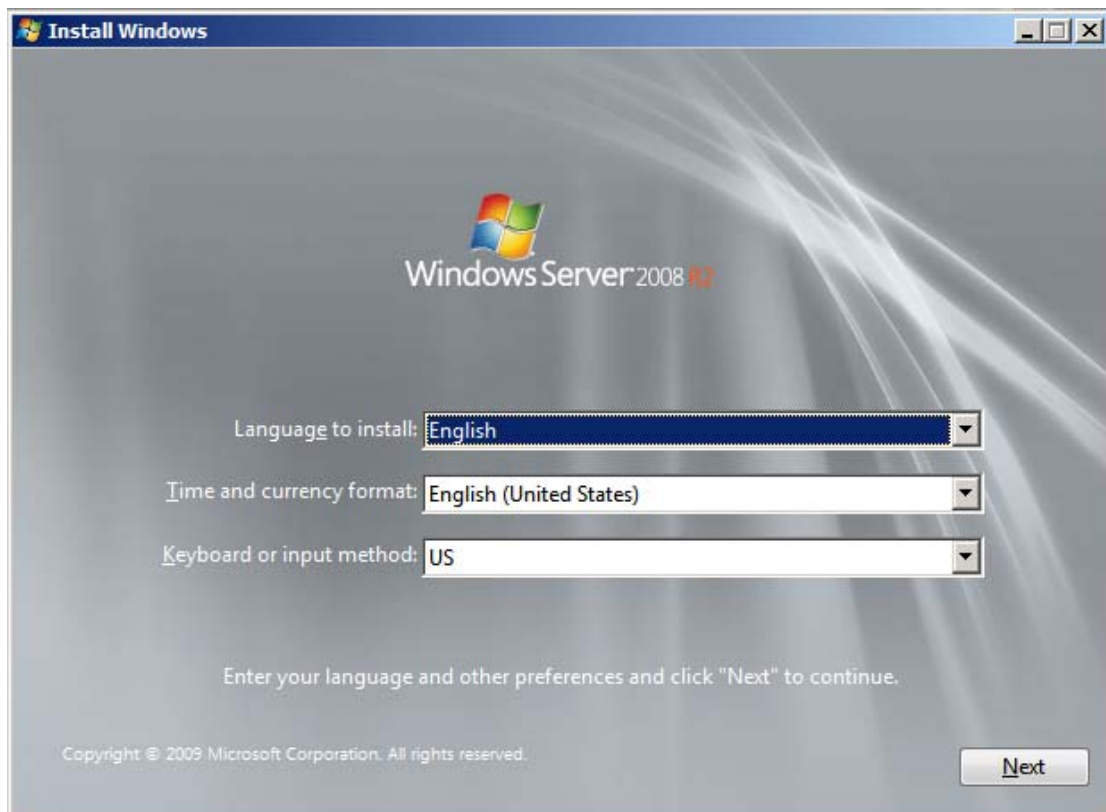 Install Windows
Windows Server 2008 R2
Language to install: English
Time and currency format: English (United States)
Keyboard or input method: US
Enter your language and other preferences and click "Next" to continue.
Copyright © 2009 Microsoft Corporation. All rights reserved.
Next